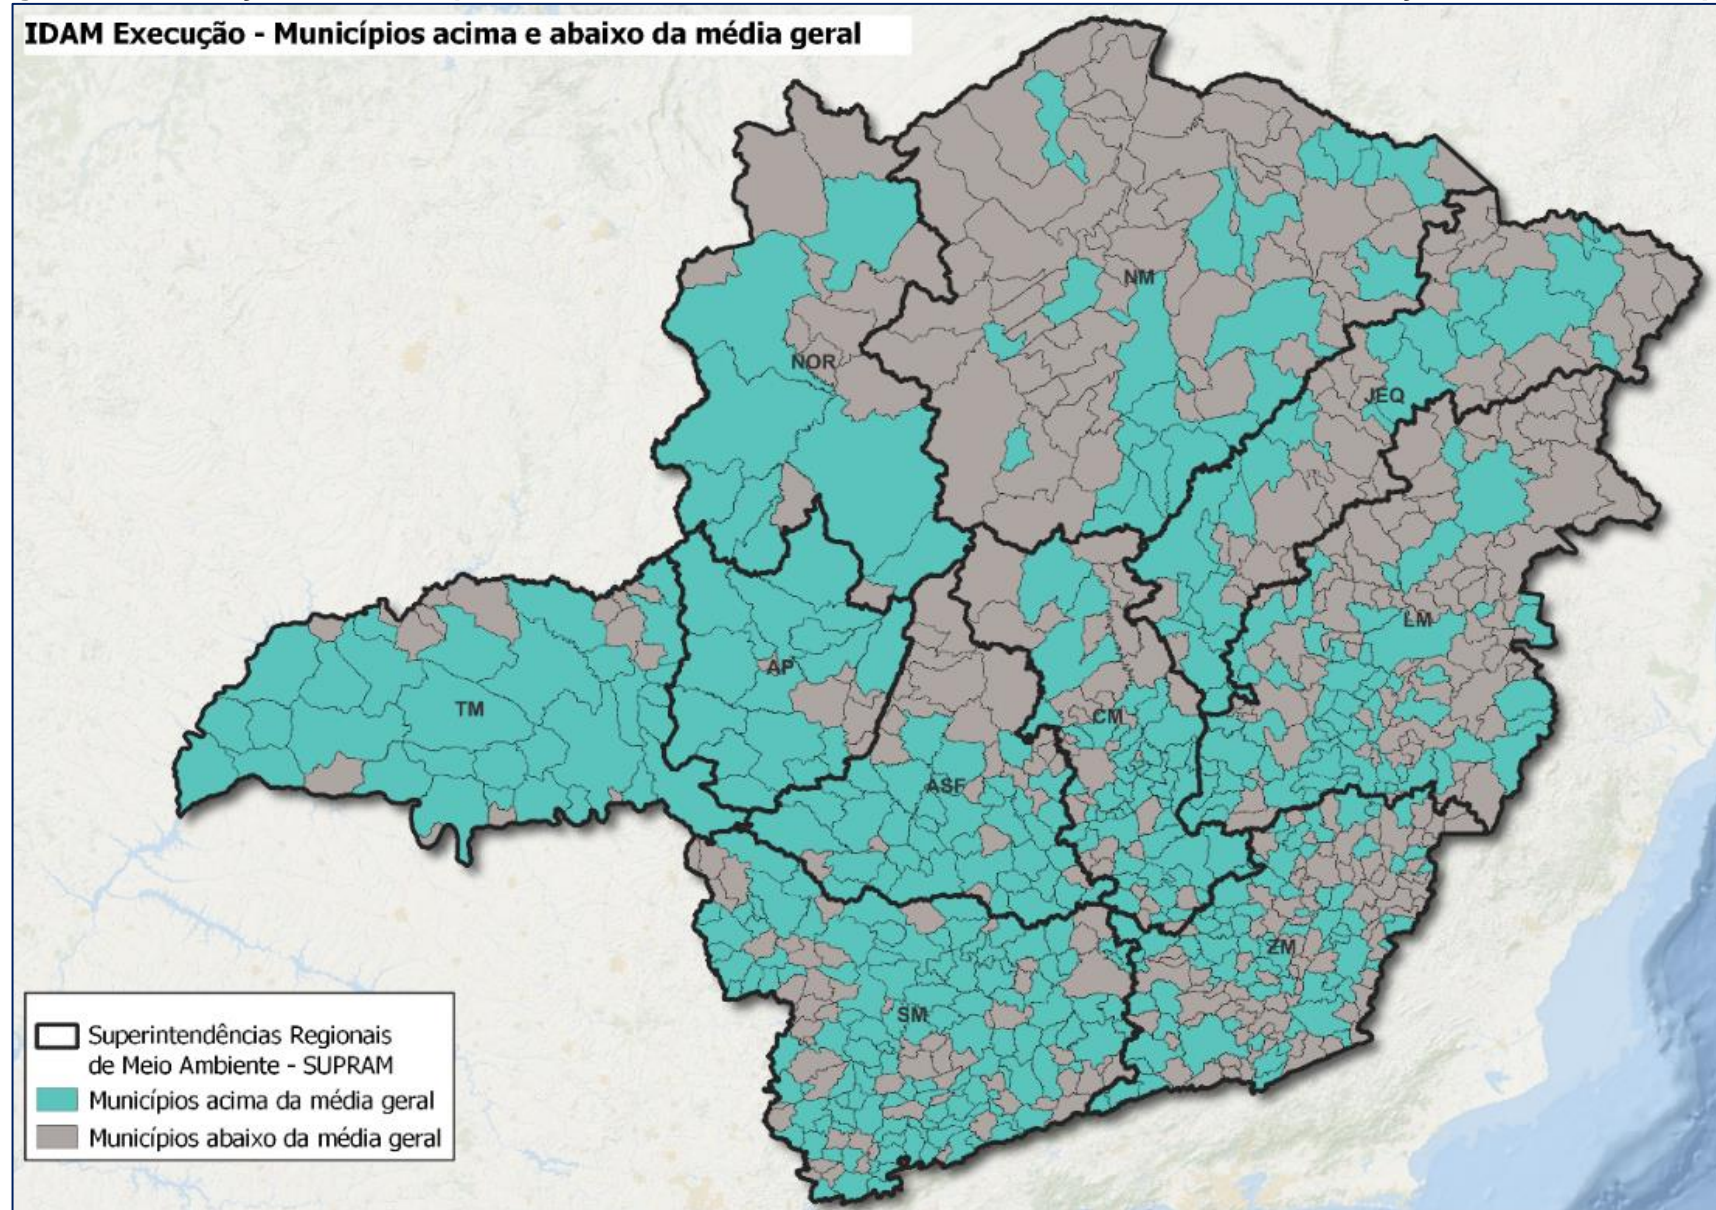 IDAM Execução - Municípios acima e abaixo da média geral
NM
NOR
JEQ
LM
AP
TM
CM
ASF
ZM
SM
Superintendências Regionais
de Meio Ambiente - SUPRAM
Municípios acima da média geral
Municípios abaixo da média geral